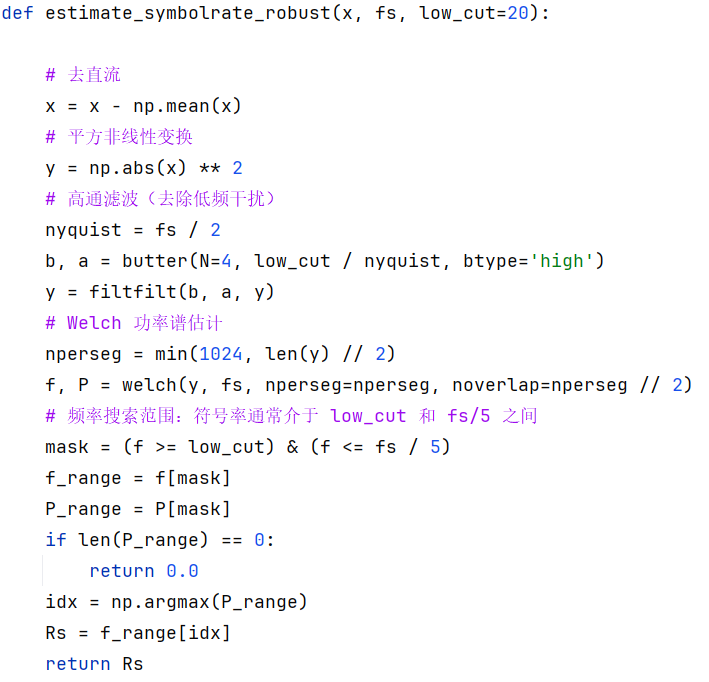 def estimate_symbolrate_robust(x, fs, low_cut=20):
    # 去直流
    x = x - np.mean(x)
    # 平方非线性变换
    y = np.abs(x) ** 2
    # 高通滤波（去除低频干扰）
    nyquist = fs / 2
    b, a = butter(N=4, low_cut / nyquist, btype='high')
    y = filtfilt(b, a, y)
    # Welch 功率谱估计
    nperseg = min(1024, len(y) // 2)
    f, P = welch(y, fs, nperseg=nperseg, noverlap=nperseg // 2)
    # 频率搜索范围：符号率通常介于 low_cut 和 fs/5 之间
    mask = (f >= low_cut) & (f <= fs / 5)
    f_range = f[mask]
    P_range = P[mask]
    if len(P_range) == 0:
        return 0.0
    idx = np.argmax(P_range)
    Rs = f_range[idx]
    return Rs